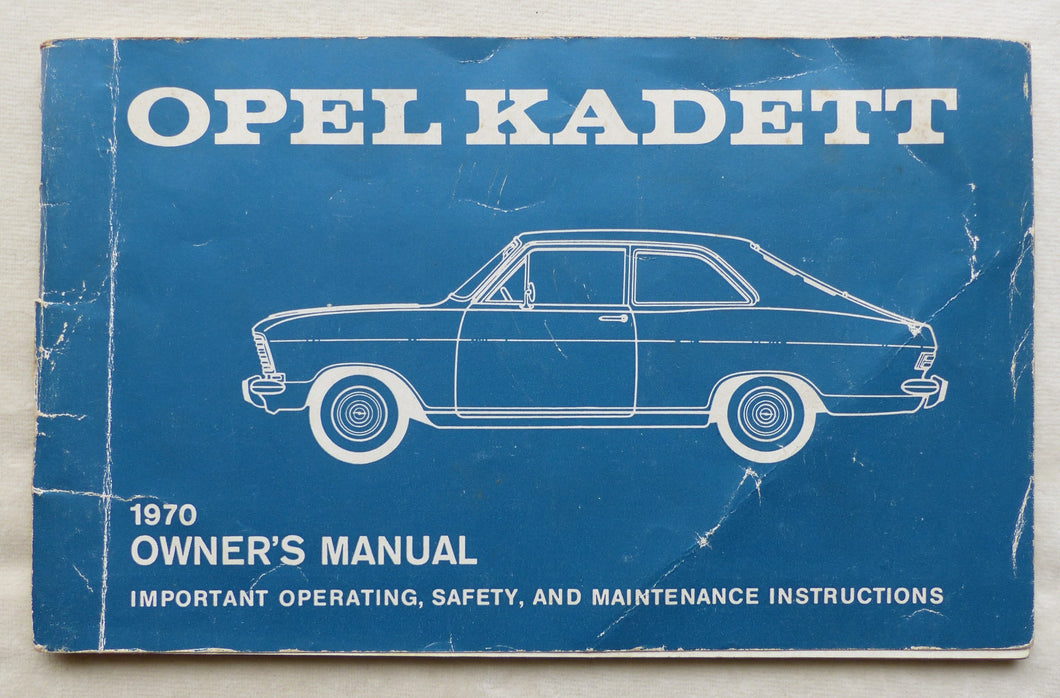 OPEL KADETT
1970
OWNER'S MANUAL
IMPORTANT OPERATING, SAFETY, AND MAINTENANCE INSTRUCTIONS